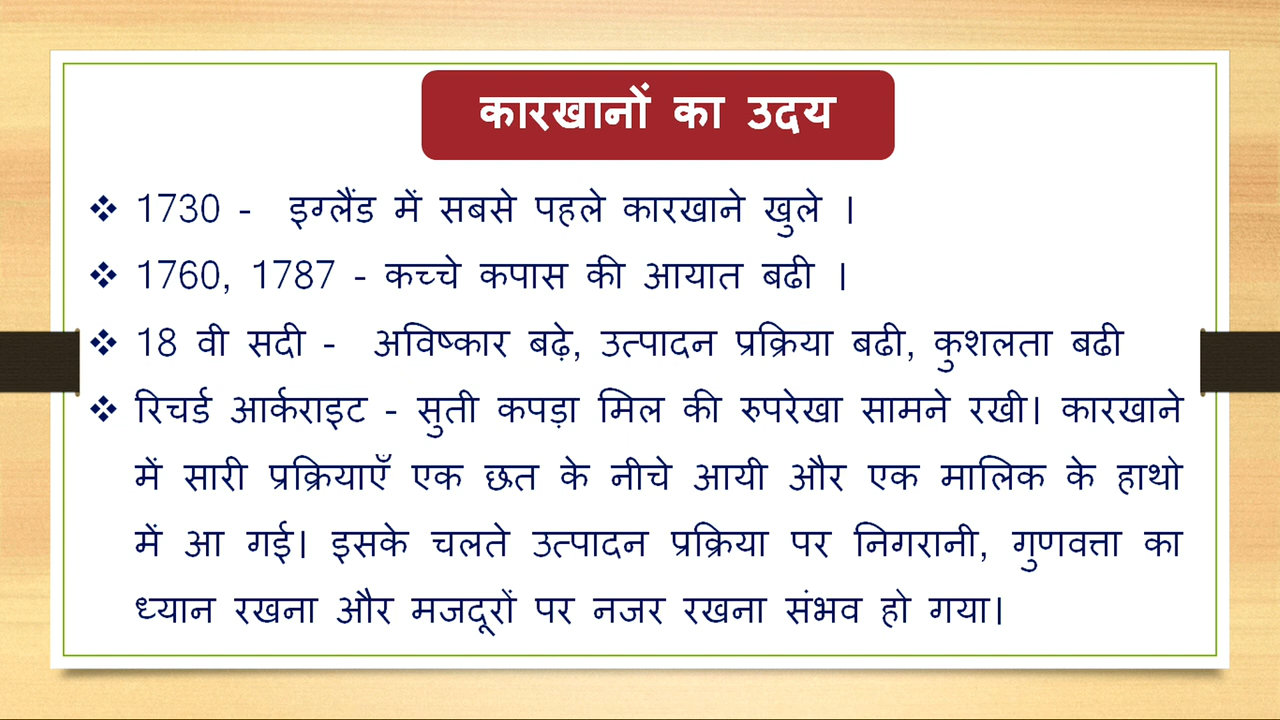 कारखानों का उदय
❖ 1730 - इग्लैंड में सबसे पहले कारखाने खुले ।
❖ 1760, 1787 - कच्चे कपास की आयात बढी ।
❖ 18 वी सदी - अविष्कार बढ़े, उत्पादन प्रक्रिया बढी, कुशलता बढी
❖ रिचर्ड आर्कराइट - सुती कपड़ा मिल की रुपरेखा सामने रखी। कारखाने
में सारी प्रक्रियाएँ एक छत के नीचे आयी और एक मालिक के हाथो
में आ गई। इसके चलते उत्पादन प्रक्रिया पर निगरानी, गुणवत्ता का
ध्यान रखना और मजदूरों पर नजर रखना संभव हो गया।